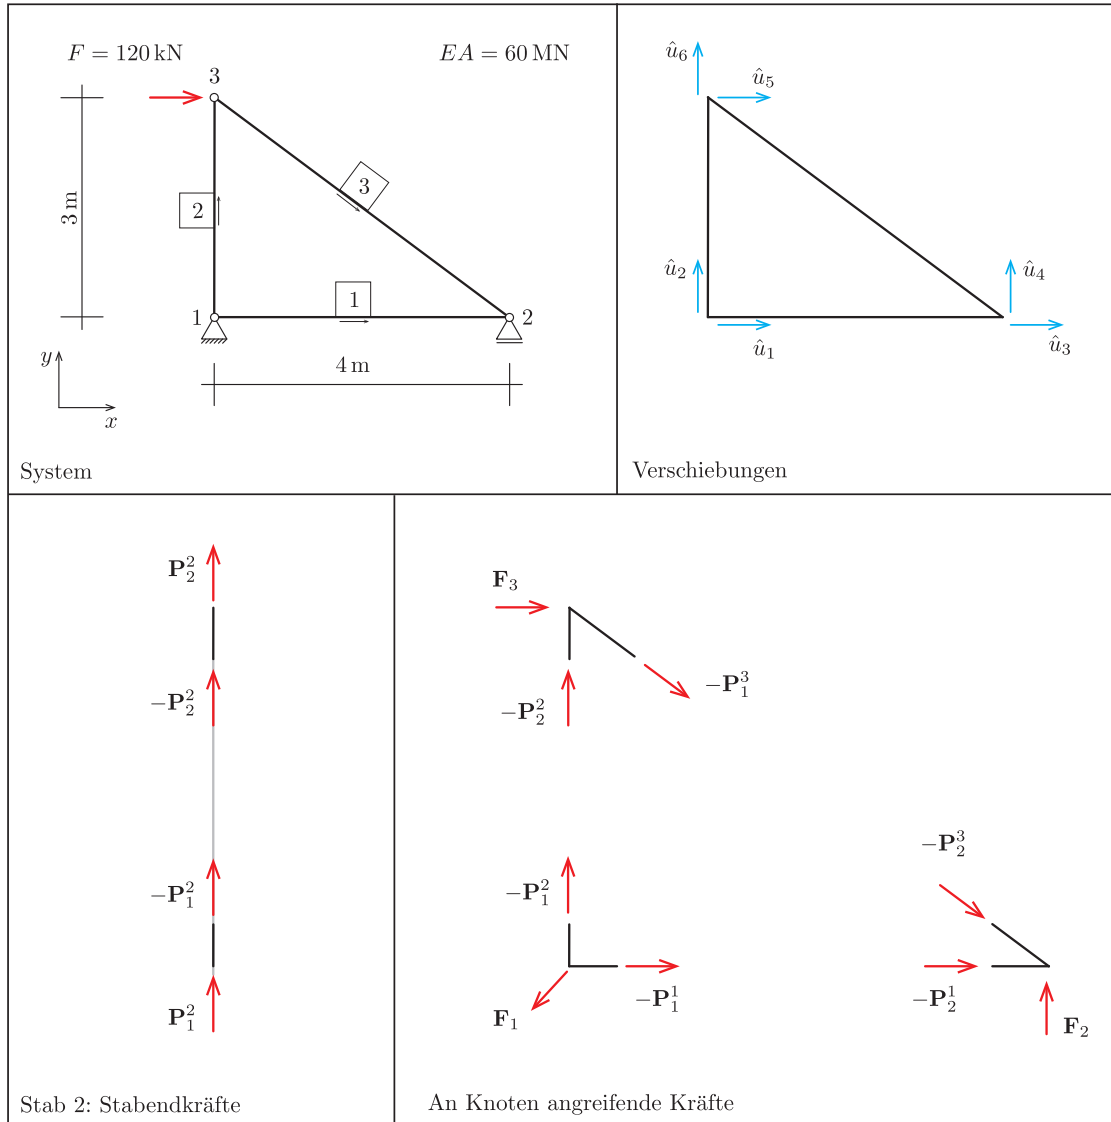 F = 120 kN
EA = 60 MN
3
3
2
3 m
1
1
2
4 m
y
x
System
û₆
û₅
û₂
û₄
û₁
û₃
Verschiebungen
P₂²
−P₂²
−P₁²
P₁²
Stab 2: Stabendkräfte
F₃
−P₁³
−P₂²
−P₂³
−P₁²
−P₁¹
−P₂¹
F₁
F₂
An Knoten angreifende Kräfte